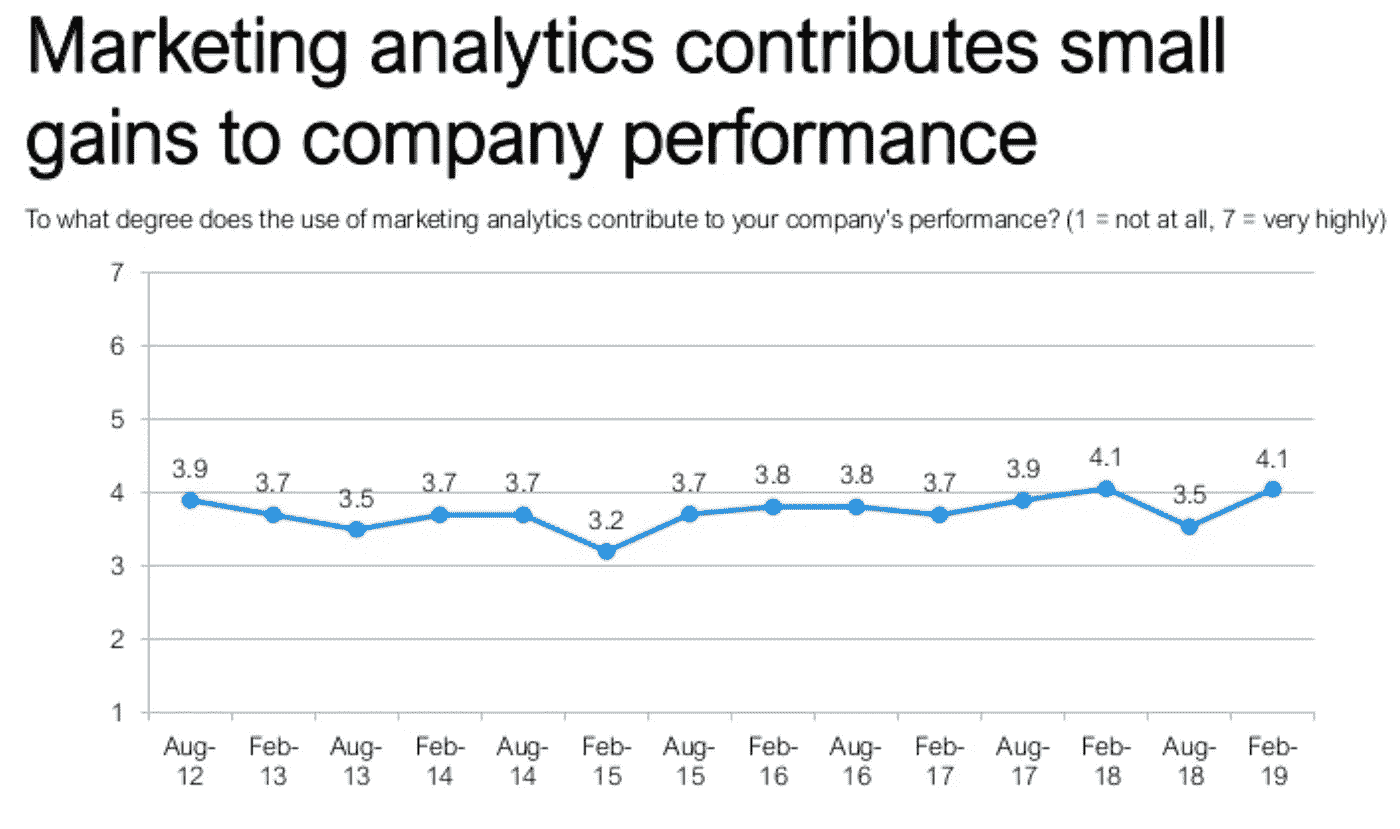 Marketing analytics contributes small
gains to company performance
To what degree does the use of marketing analytics contribute to your company's performance? (1 = not at all, 7 = very highly)
7
6
5
4
3
2
1
3.9
3.7
3.5
3.7
3.7
3.2
3.7
3.8
3.8
3.7
3.9
4.1
3.5
4.1
Aug-
12
Feb-
13
Aug-
13
Feb-
14
Aug-
14
Feb-
15
Aug-
15
Feb-
16
Aug-
16
Feb-
17
Aug-
17
Feb-
18
Aug-
18
Feb-
19